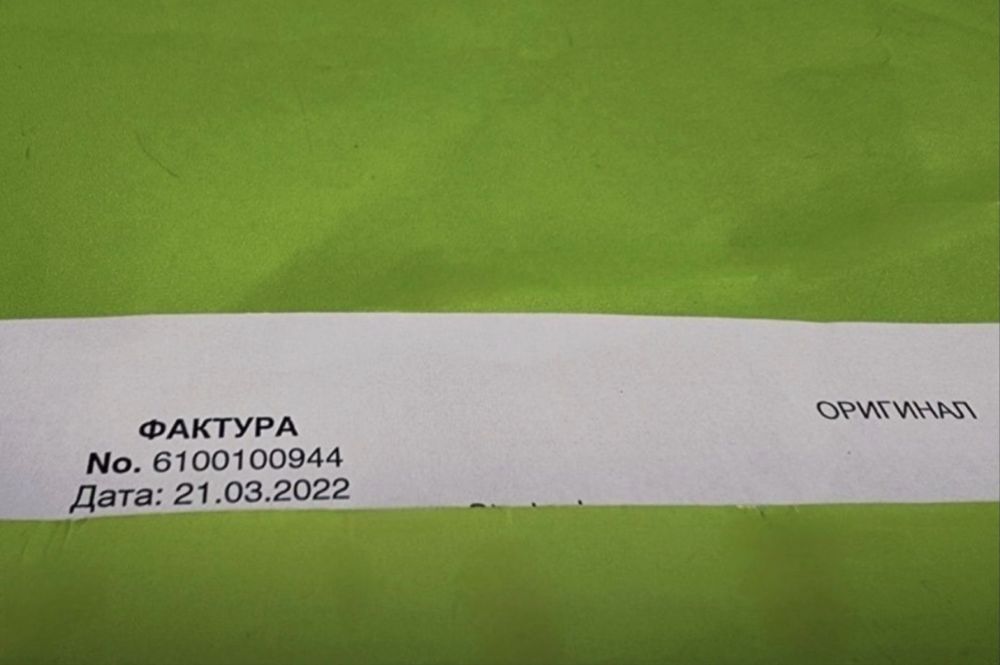 ФАКТУРА
No. 6100100944
Дата: 21.03.2022
ОРИГИНАЛ